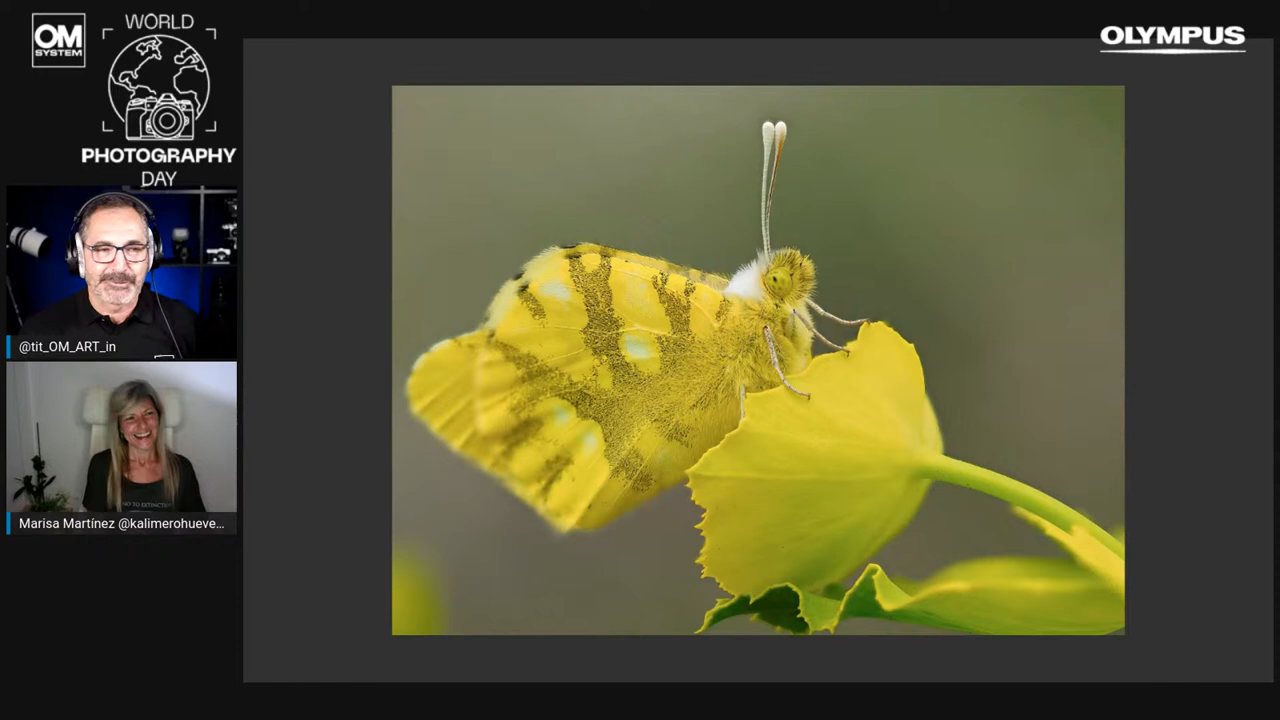 OM
SYSTEM
WORLD
PHOTOGRAPHY
DAY
OLYMPUS
@tit_OM_ART_in
Marisa Martínez @kalimerohueve…